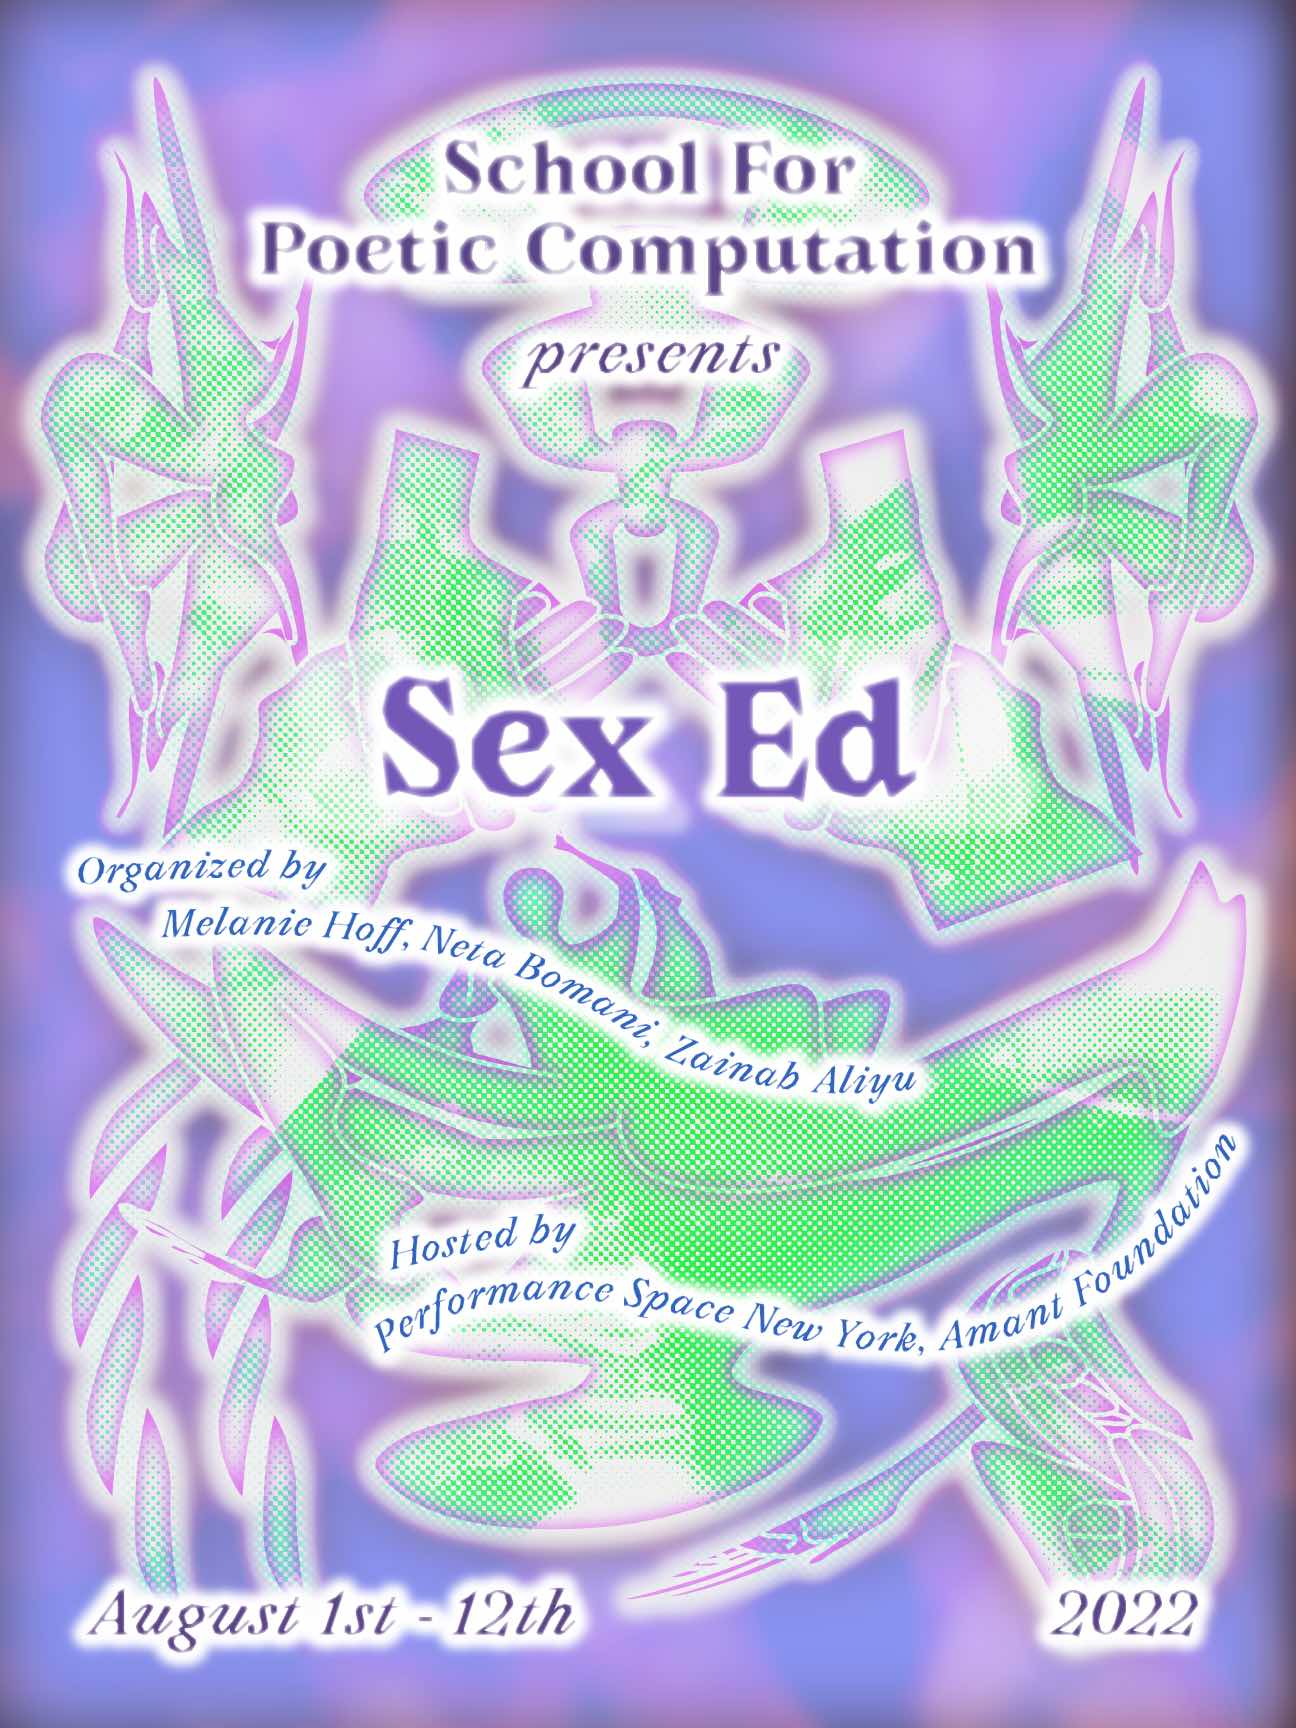 School For
Poetic Computation
presents
Sex Ed
Organized by
Melanie Hoff, Neta Bomani, Zainab Aliyu
Hosted by
Performance Space New York, Amant Foundation
August 1st - 12th
2022